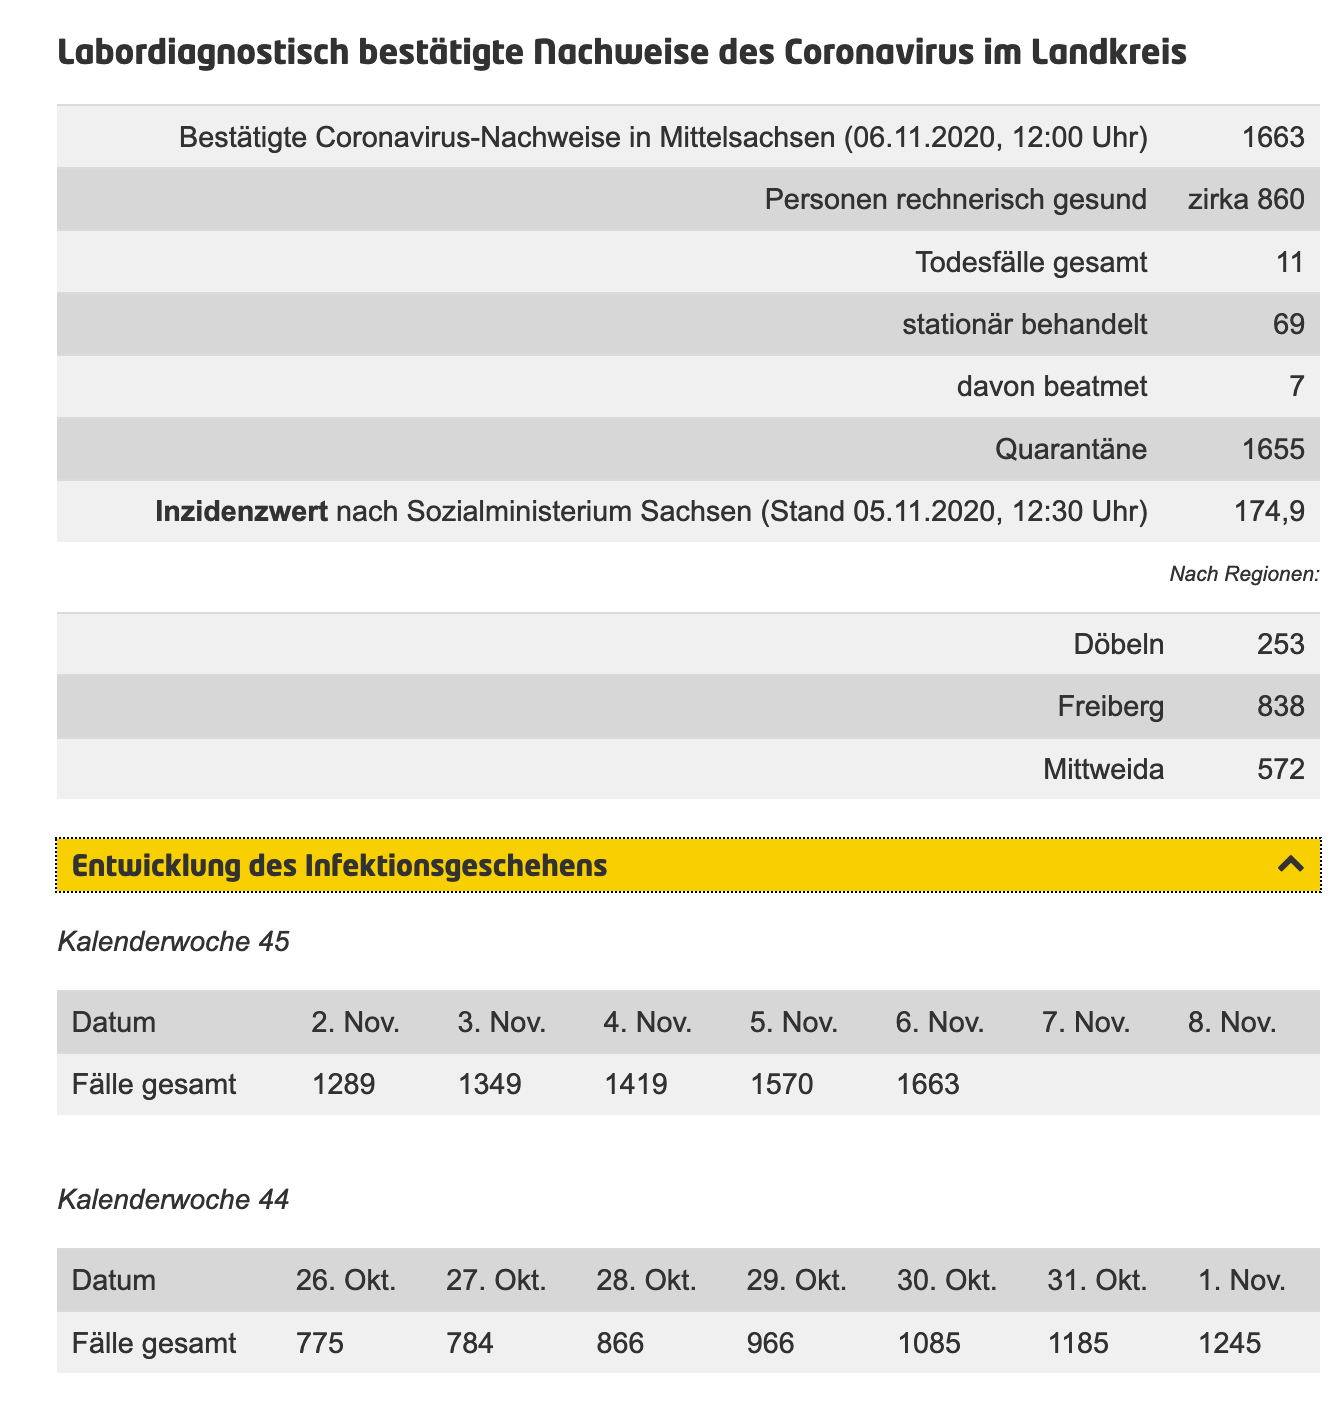 Labordiagnostisch bestätigte Nachweise des Coronavirus im Landkreis
Bestätigte Coronavirus-Nachweise in Mittelsachsen (06.11.2020, 12:00 Uhr) 1663
Personen rechnerisch gesund zirka 860
Todesfälle gesamt 11
stationär behandelt 69
davon beatmet 7
Quarantäne 1655
Inzidenzwert nach Sozialministerium Sachsen (Stand 05.11.2020, 12:30 Uhr) 174,9
Nach Regionen:
Döbeln 253
Freiberg 838
Mittweida 572
Entwicklung des Infektionsgeschehens
Kalenderwoche 45
Datum 2. Nov. 3. Nov. 4. Nov. 5. Nov. 6. Nov. 7. Nov. 8. Nov.
Fälle gesamt 1289 1349 1419 1570 1663
Kalenderwoche 44
Datum 26. Okt. 27. Okt. 28. Okt. 29. Okt. 30. Okt. 31. Okt. 1. Nov.
Fälle gesamt 775 784 866 966 1085 1185 1245